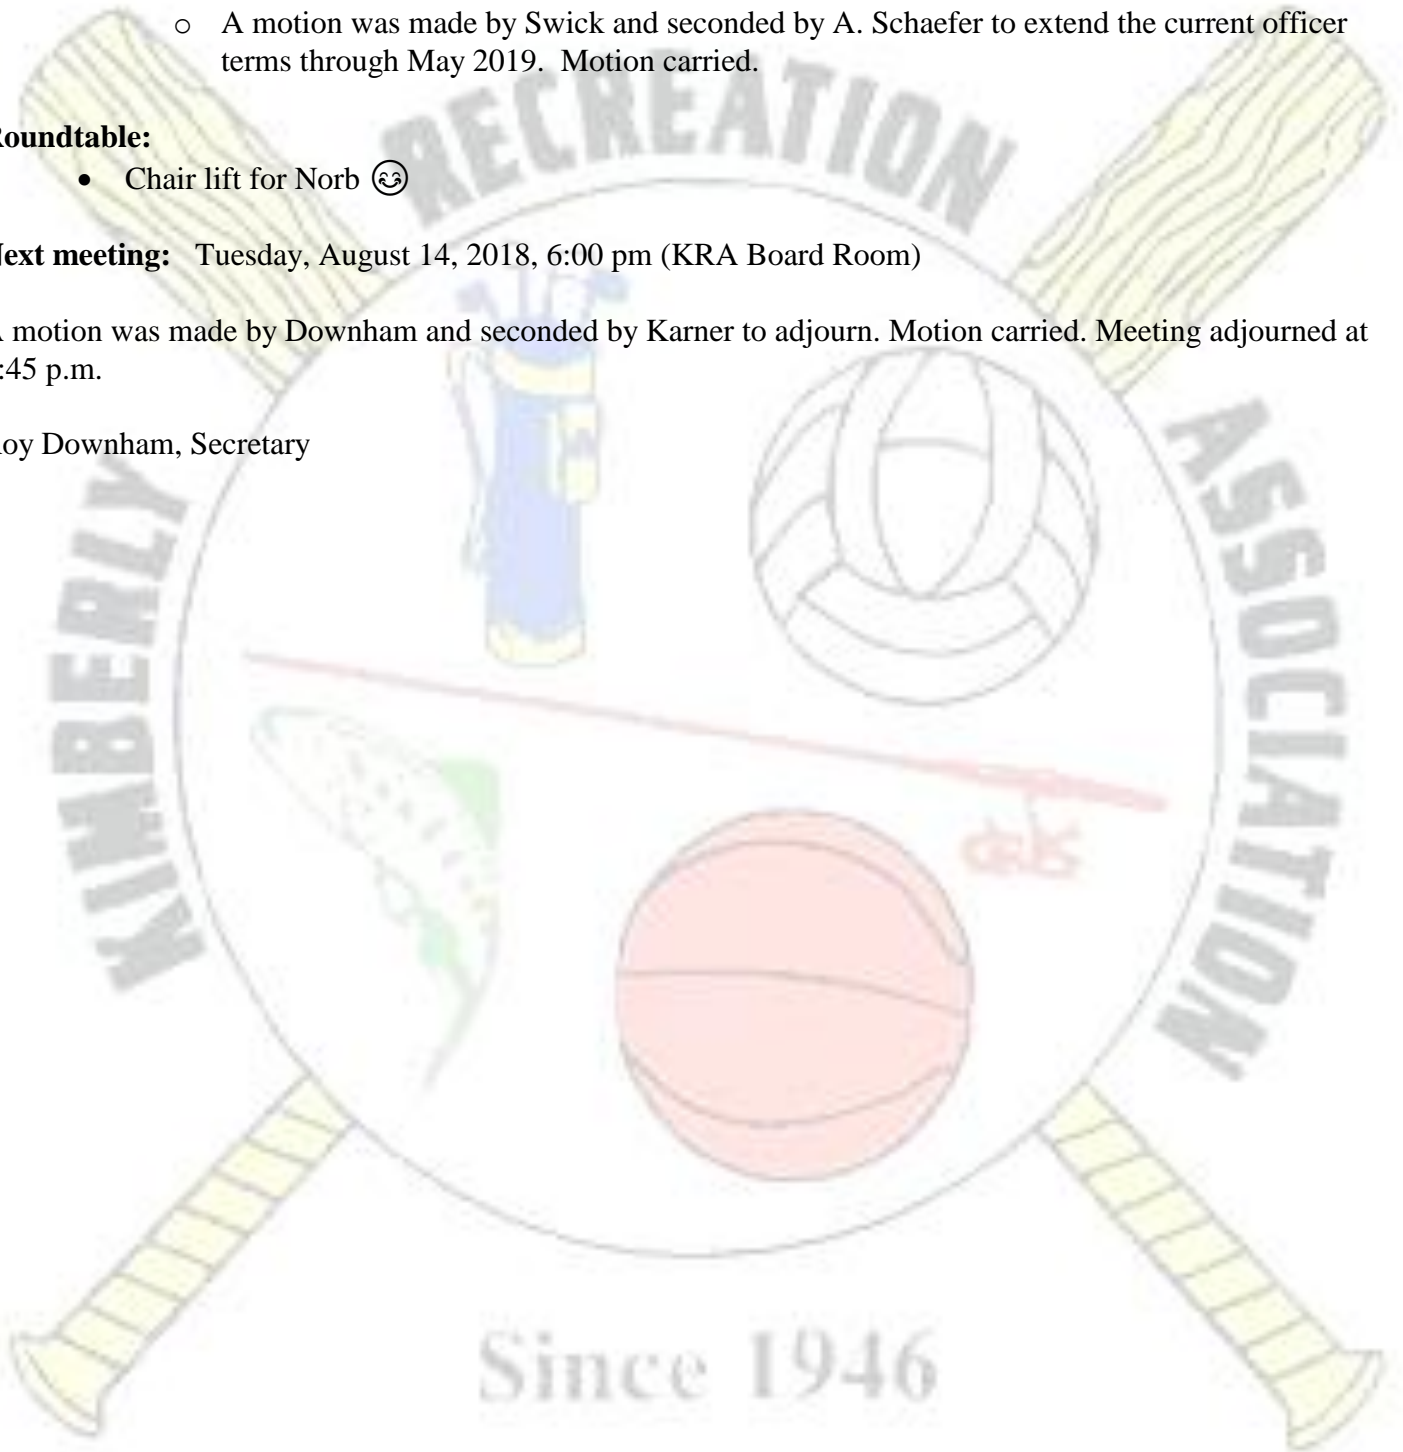 o A motion was made by Swick and seconded by A. Schaefer to extend the current officer
terms through May 2019. Motion carried.
Roundtable:
• Chair lift for Norb 😊
Next meeting: Tuesday, August 14, 2018, 6:00 pm (KRA Board Room)
A motion was made by Downham and seconded by Karner to adjourn. Motion carried. Meeting adjourned at
:45 p.m.
oy Downham, Secretary
KIMBERLY
RECREATION
ASSOCIATION
Since 1946